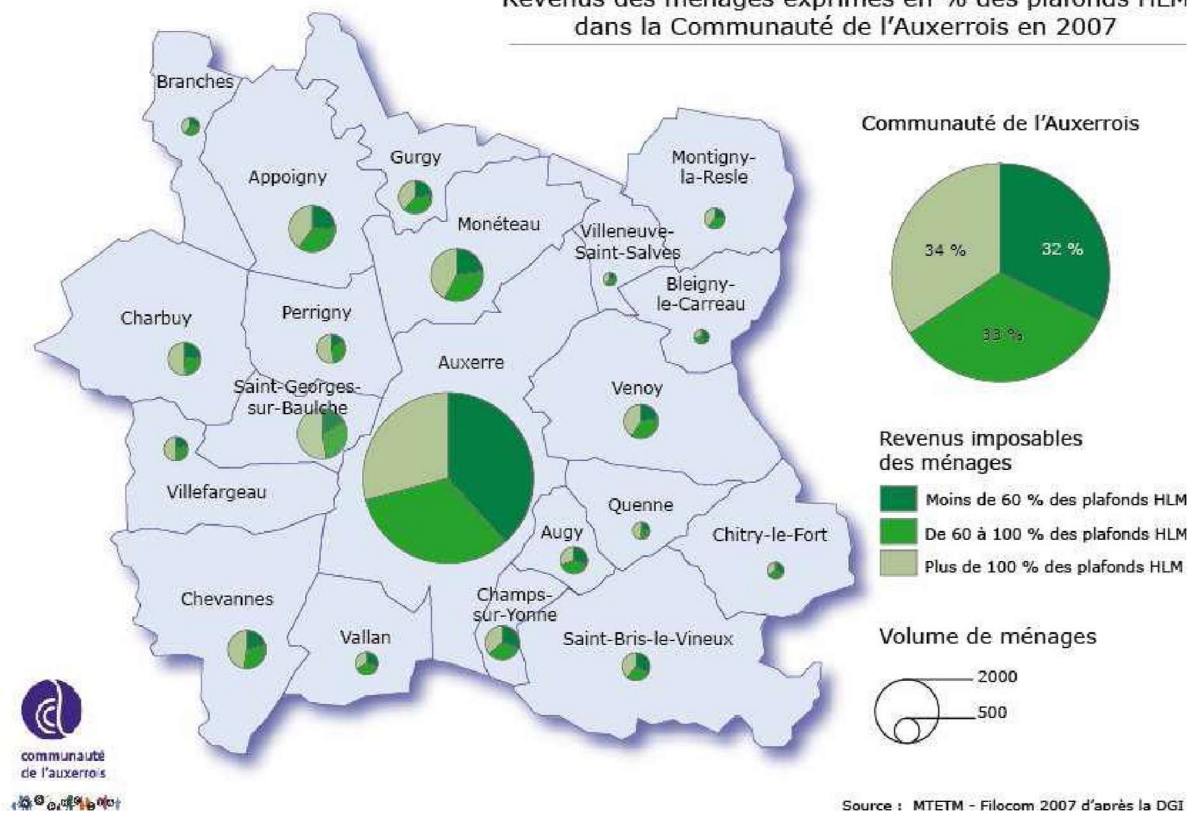 Revenus des ménages exprimés en % des plafonds HLM
dans la Communauté de l'Auxerrois en 2007
Branches
Appoigny
Gurgy
Monéteau
Montigny-
la-Resle
Villeneuve-
Saint-Salves
Bleigny-
le-Carreau
Charbuy
Perrigny
Auxerre
Saint-Georges-
sur-Baulche
Venoy
Villefargeau
Quenne
Augy
Chitry-le-Fort
Chevannes
Vallan
Champs-
sur-Yonne
Saint-Bris-le-Vineux
Communauté de l'Auxerrois
34 %
32 %
33 %
Revenus imposables
des ménages
Moins de 60 % des plafonds HLM
De 60 à 100 % des plafonds HLM
Plus de 100 % des plafonds HLM
Volume de ménages
2000
500
communauté
de l'auxerrois
Source : MTETM - Filocom 2007 d'après la DGI